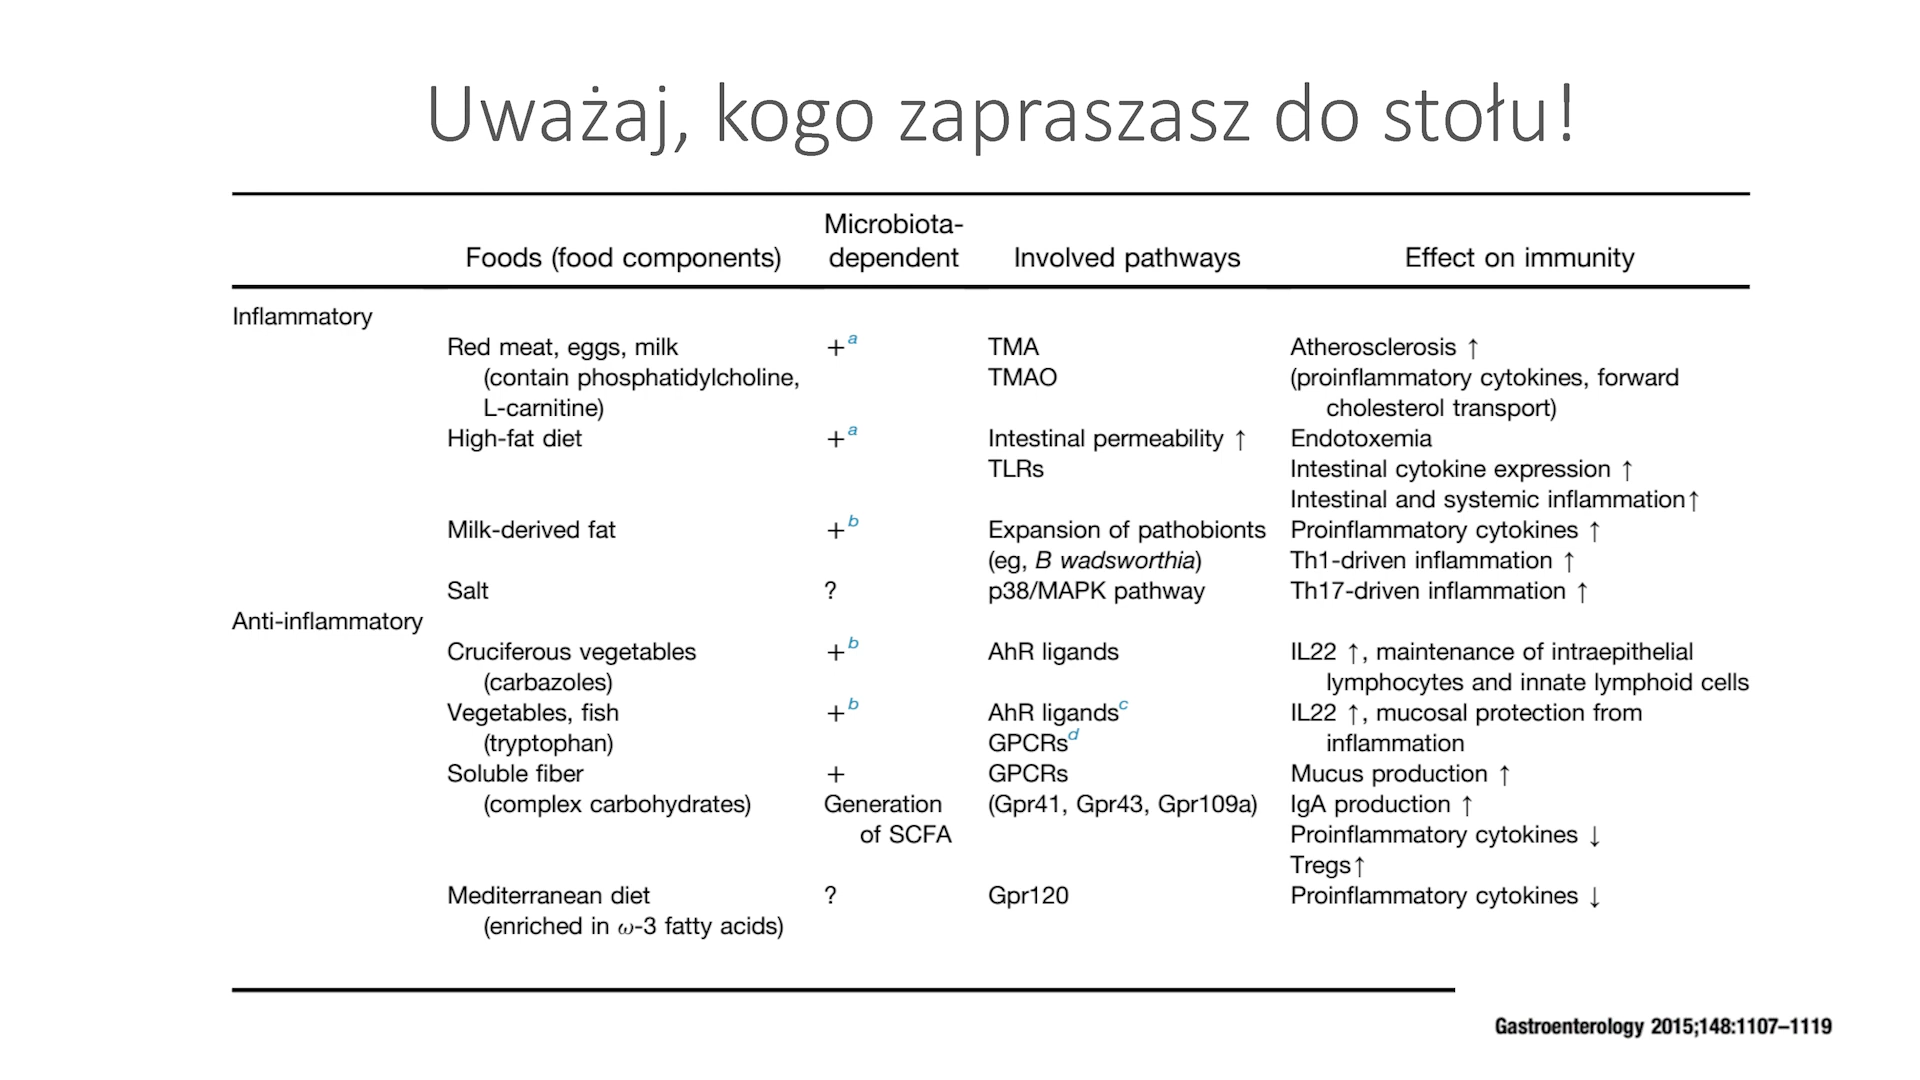 Uważaj, kogo zapraszasz do stołu!
Microbiota-
Foods (food components) dependent Involved pathways Effect on immunity
Inflammatory
Red meat, eggs, milk +a TMA Atherosclerosis ↑
(contain phosphatidylcholine, TMAO (proinflammatory cytokines, forward
L-carnitine) cholesterol transport)
High-fat diet +a Intestinal permeability ↑ Endotoxemia
TLRs Intestinal cytokine expression ↑
Intestinal and systemic inflammation↑
Milk-derived fat +b Expansion of pathobionts Proinflammatory cytokines ↑
(eg, B wadsworthia) Th1-driven inflammation ↑
Salt ? p38/MAPK pathway Th17-driven inflammation ↑
Anti-inflammatory
Cruciferous vegetables +b AhR ligands IL22 ↑, maintenance of intraepithelial
(carbazoles) lymphocytes and innate lymphoid cells
Vegetables, fish +b AhR ligandsc IL22 ↑, mucosal protection from
(tryptophan) GPCRsd inflammation
Soluble fiber + GPCRs Mucus production ↑
(complex carbohydrates) Generation (Gpr41, Gpr43, Gpr109a) IgA production ↑
of SCFA Proinflammatory cytokines ↓
Tregs↑
Mediterranean diet ? Gpr120 Proinflammatory cytokines ↓
(enriched in ω-3 fatty acids)
Gastroenterology 2015;148:1107–1119